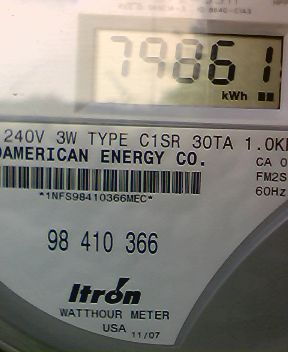 79861
kWh
240V 3W TYPE C1SR 30TA 1.0K
AMERICAN ENERGY CO.
CA 0
FM2S
60Hz
*1NFS98410366MEC*
98 410 366
Itrón
WATTHOUR METER
USA 11/07